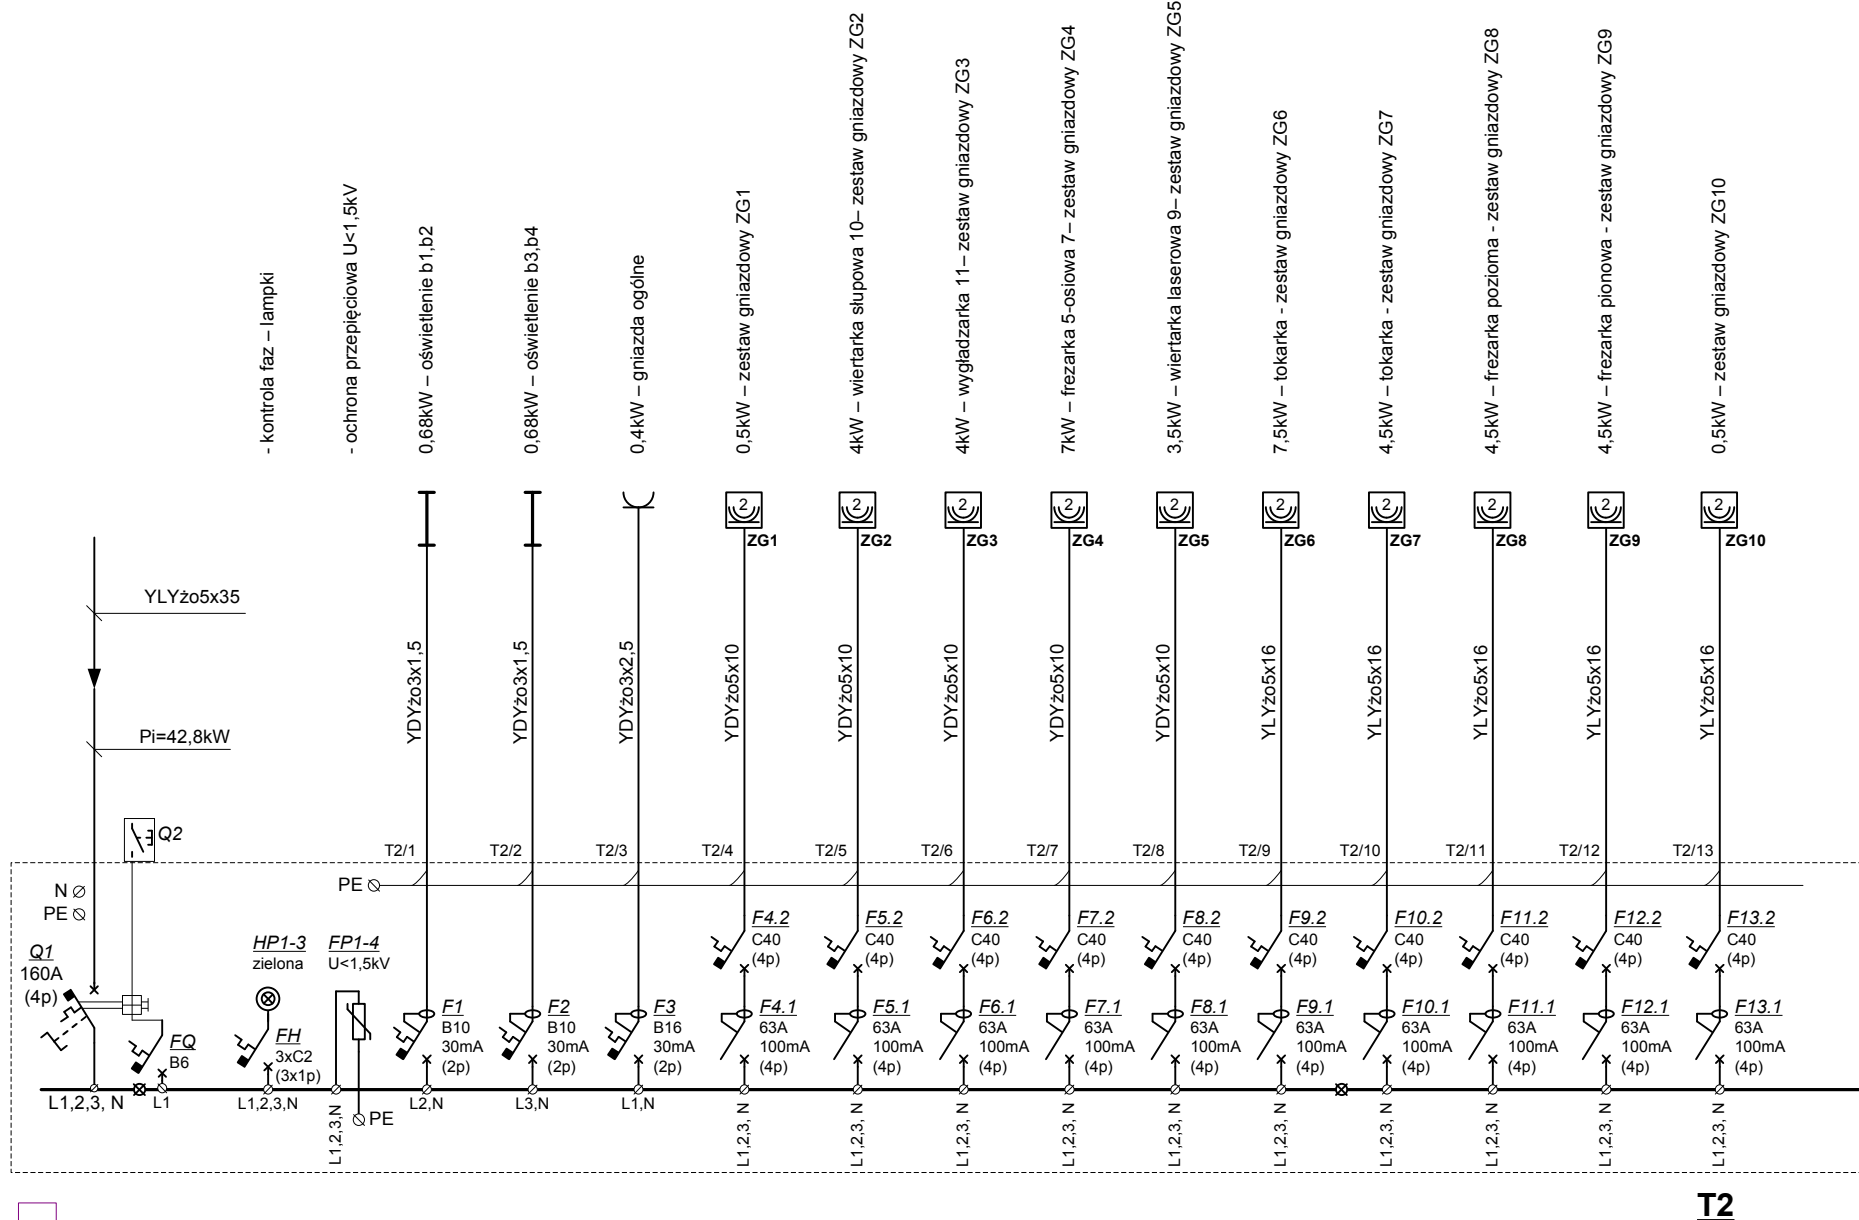 - kontrola faz – lampki
- ochrona przepięciowa U<1,5kV
0,68kW – oświetlenie b1,b2
0,68kW – oświetlenie b3,b4
0,4kW – gniazda ogólne
0,5kW – zestaw gniazdowy ZG1
4kW – wiertarka słupowa 10– zestaw gniazdowy ZG2
4kW – wygładzarka 11– zestaw gniazdowy ZG3
7kW – frezarka 5-osiowa 7– zestaw gniazdowy ZG4
3,5kW – wiertarka laserowa 9– zestaw gniazdowy ZG5
7,5kW – tokarka - zestaw gniazdowy ZG6
4,5kW – tokarka - zestaw gniazdowy ZG7
4,5kW – frezarka pozioma - zestaw gniazdowy ZG8
4,5kW – frezarka pionowa - zestaw gniazdowy ZG9
0,5kW – zestaw gniazdowy ZG10
2 2 2 2 2 2 2 2 2 2
ZG1 ZG2 ZG3 ZG4 ZG5 ZG6 ZG7 ZG8 ZG9 ZG10
YLYżo5x35
Pi=42,8kW
YDYżo3x1,5
YDYżo3x1,5
YDYżo3x2,5
YDYżo5x10
YDYżo5x10
YDYżo5x10
YDYżo5x10
YDYżo5x10
YLYżo5x16
YLYżo5x16
YLYżo5x16
YLYżo5x16
YLYżo5x16
Q2
T2/1 T2/2 T2/3 T2/4 T2/5 T2/6 T2/7 T2/8 T2/9 T2/10 T2/11 T2/12 T2/13
N
PE
PE
Q1
160A
(4p)
FQ
B6
HP1-3
zielona
FH
3xC2
(3x1p)
FP1-4
U<1,5kV
F1
B10
30mA
(2p)
F2
B10
30mA
(2p)
F3
B16
30mA
(2p)
F4.2
C40
(4p)
F4.1
63A
100mA
(4p)
F5.2
C40
(4p)
F5.1
63A
100mA
(4p)
F6.2
C40
(4p)
F6.1
63A
100mA
(4p)
F7.2
C40
(4p)
F7.1
63A
100mA
(4p)
F8.2
C40
(4p)
F8.1
63A
100mA
(4p)
F9.2
C40
(4p)
F9.1
63A
100mA
(4p)
F10.2
C40
(4p)
F10.1
63A
100mA
(4p)
F11.2
C40
(4p)
F11.1
63A
100mA
(4p)
F12.2
C40
(4p)
F12.1
63A
100mA
(4p)
F13.2
C40
(4p)
F13.1
63A
100mA
(4p)
L1,2,3, N
L1
L1,2,3,N
L1,2,3,N
PE
L2,N
L3,N
L1,N
L1,2,3, N
L1,2,3, N
L1,2,3, N
L1,2,3, N
L1,2,3, N
L1,2,3, N
L1,2,3, N
L1,2,3, N
L1,2,3, N
L1,2,3, N
T2